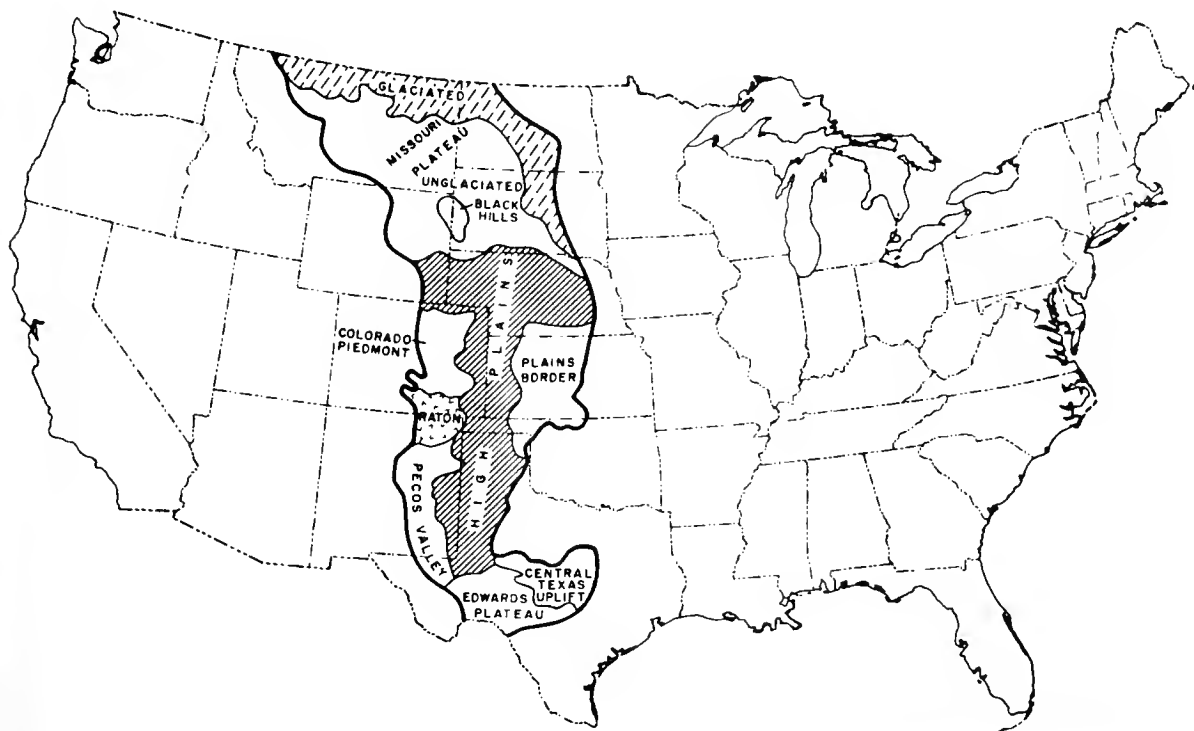 GLACIATED
MISSOURI
PLATEAU
UNGLACIATED
BLACK
HILLS
HIGH PLAINS
COLORADO
PIEDMONT
PLAINS
BORDER
RATON
PECOS VALLEY
CENTRAL
TEXAS
UPLIFT
EDWARDS
PLATEAU